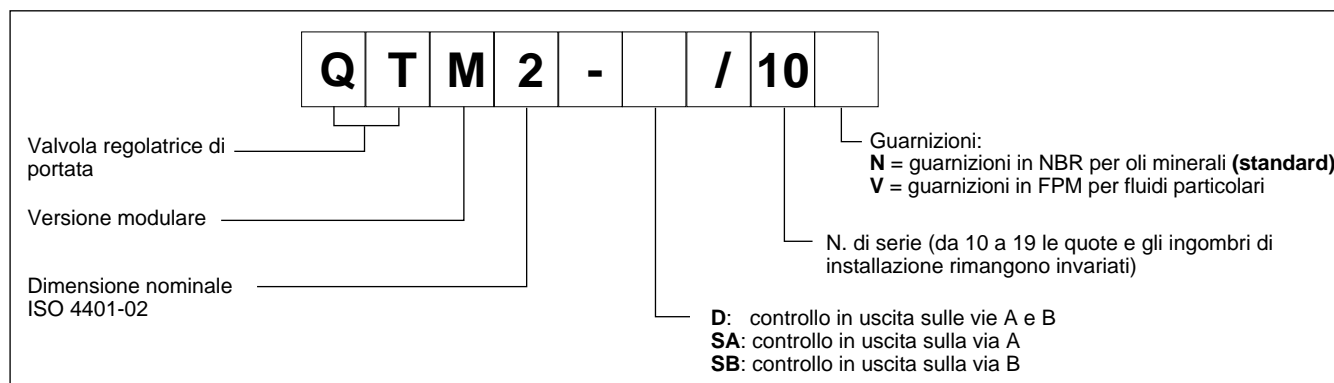 QTM2- /10
Valvola regolatrice di
portata
Versione modulare
Dimensione nominale
ISO 4401-02
Guarnizioni:
N = guarnizioni in NBR per oli minerali (standard)
V = guarnizioni in FPM per fluidi particolari
N. di serie (da 10 a 19 le quote e gli ingombri di
installazione rimangono invariati)
D: controllo in uscita sulle vie A e B
SA: controllo in uscita sulla via A
SB: controllo in uscita sulla via B